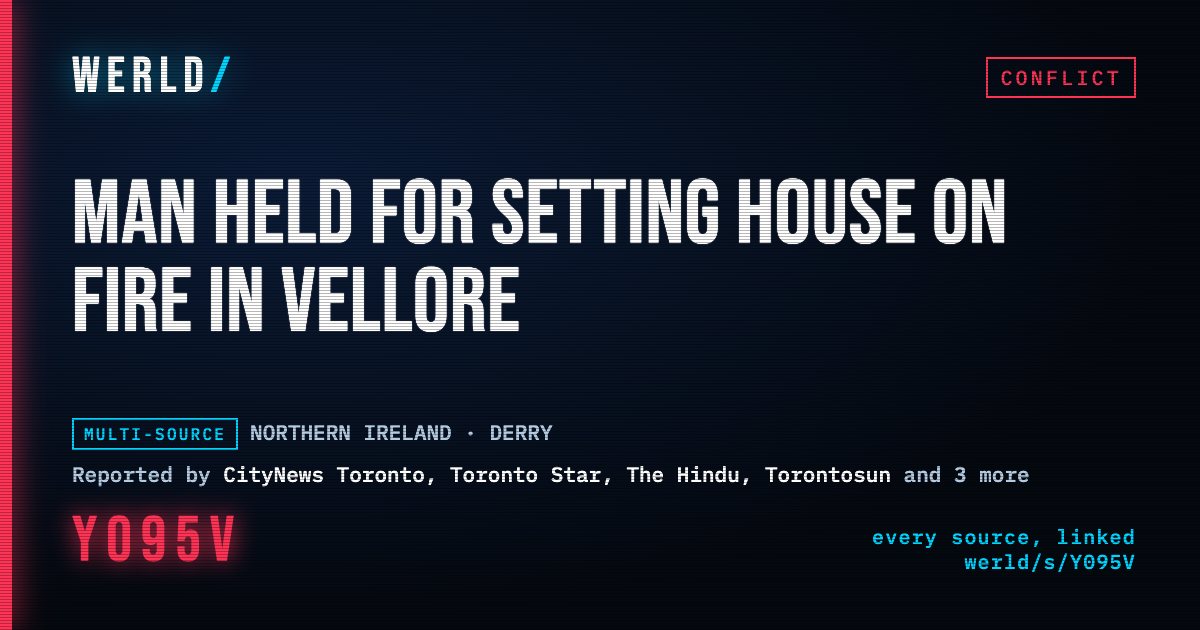 WERLD/
CONFLICT
MAN HELD FOR SETTING HOUSE ON
FIRE IN VELLORE
MULTI-SOURCE NORTHERN IRELAND · DERRY
Reported by CityNews Toronto, Toronto Star, The Hindu, Torontosun and 3 more
Y095V
every source, linked
werld/s/Y095V